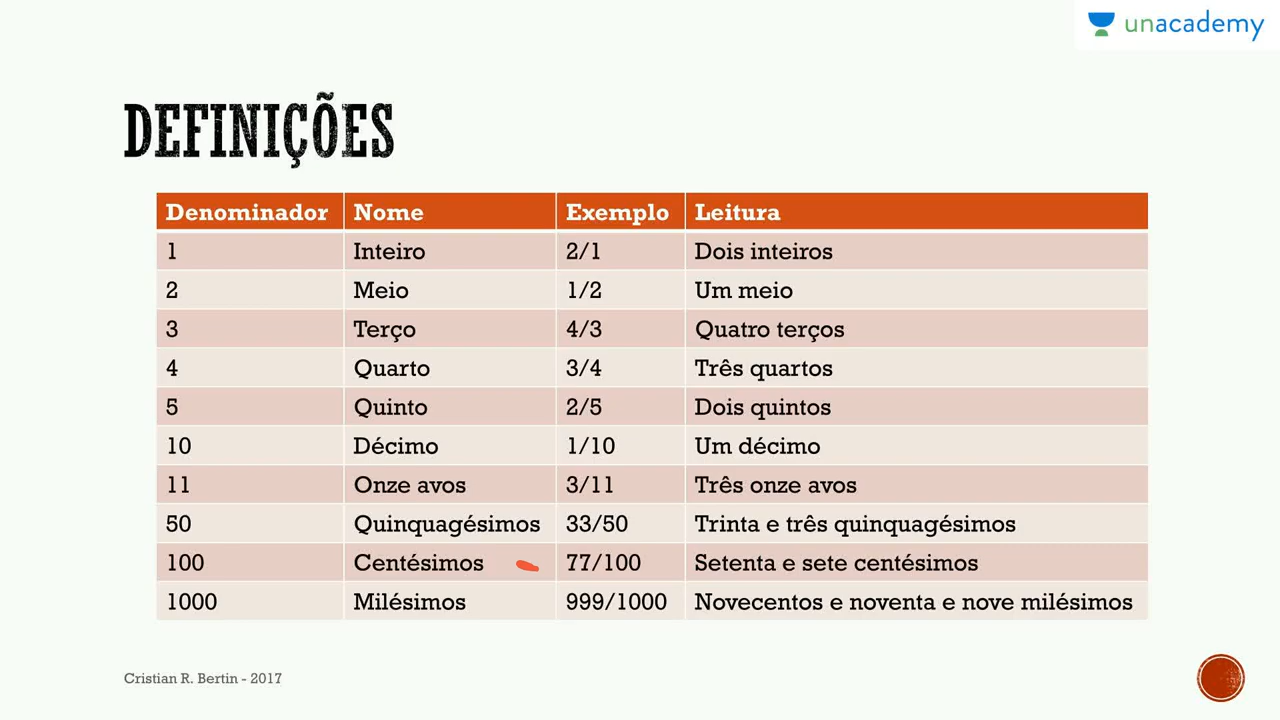 unacademy
DEFINIÇÕES
Denominador Nome Exemplo Leitura
1 Inteiro 2/1 Dois inteiros
2 Meio 1/2 Um meio
3 Terço 4/3 Quatro terços
4 Quarto 3/4 Três quartos
5 Quinto 2/5 Dois quintos
10 Décimo 1/10 Um décimo
11 Onze avos 3/11 Três onze avos
50 Quinquagésimos 33/50 Trinta e três quinquagésimos
100 Centésimos 77/100 Setenta e sete centésimos
1000 Milésimos 999/1000 Novecentos e noventa e nove milésimos
Cristian R. Bertin - 2017